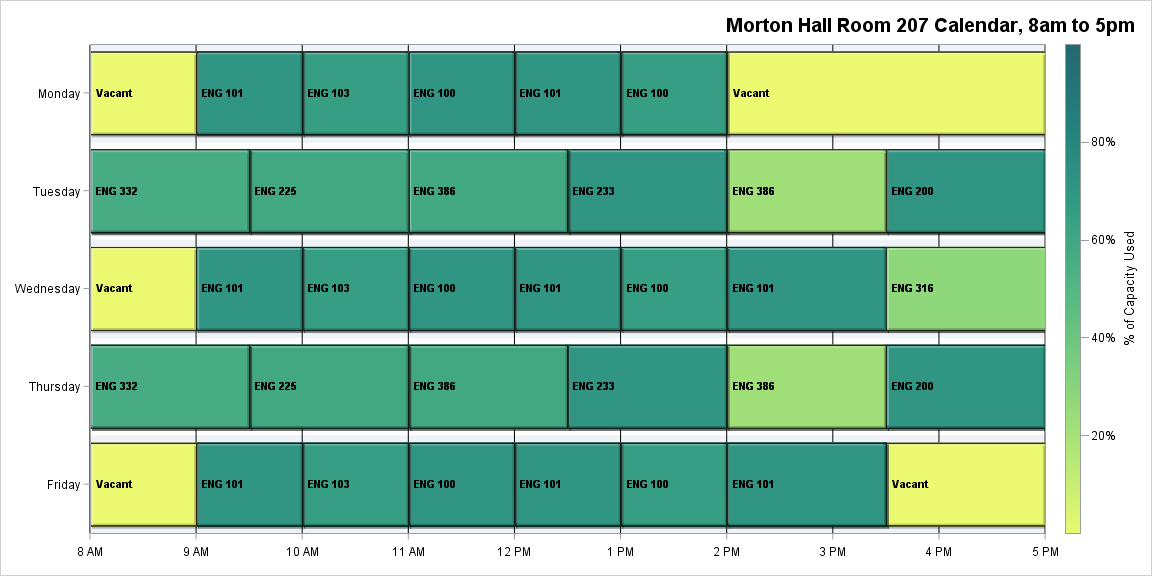 Morton Hall Room 207 Calendar, 8am to 5pm
Monday
Vacant
ENG 101
ENG 103
ENG 100
ENG 101
ENG 100
Vacant
Tuesday
ENG 332
ENG 225
ENG 386
ENG 233
ENG 386
ENG 200
Wednesday
Vacant
ENG 101
ENG 103
ENG 100
ENG 101
ENG 100
ENG 101
ENG 316
Thursday
ENG 332
ENG 225
ENG 386
ENG 233
ENG 386
ENG 200
Friday
Vacant
ENG 101
ENG 103
ENG 100
ENG 101
ENG 100
ENG 101
Vacant
8 AM
9 AM
10 AM
11 AM
12 PM
1 PM
2 PM
3 PM
4 PM
5 PM
80%
60%
40%
20%
% of Capacity Used